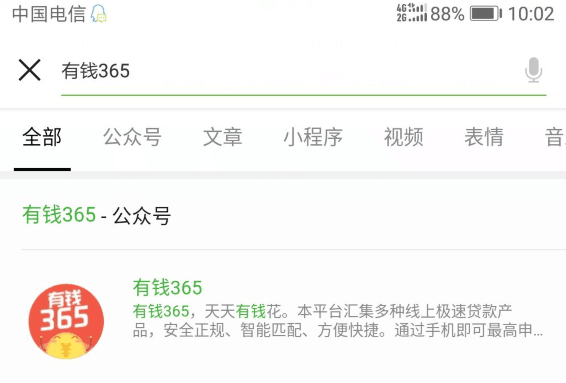 中国电信 4G 2G 88% 10:02
有钱365
全部 公众号 文章 小程序 视频 表情 音
有钱365 - 公众号
有钱365
有钱
365
有钱365，天天有钱花。本平台汇集多种线上极速贷款产
品，安全正规、智能匹配、方便快捷。通过手机即可最高申...